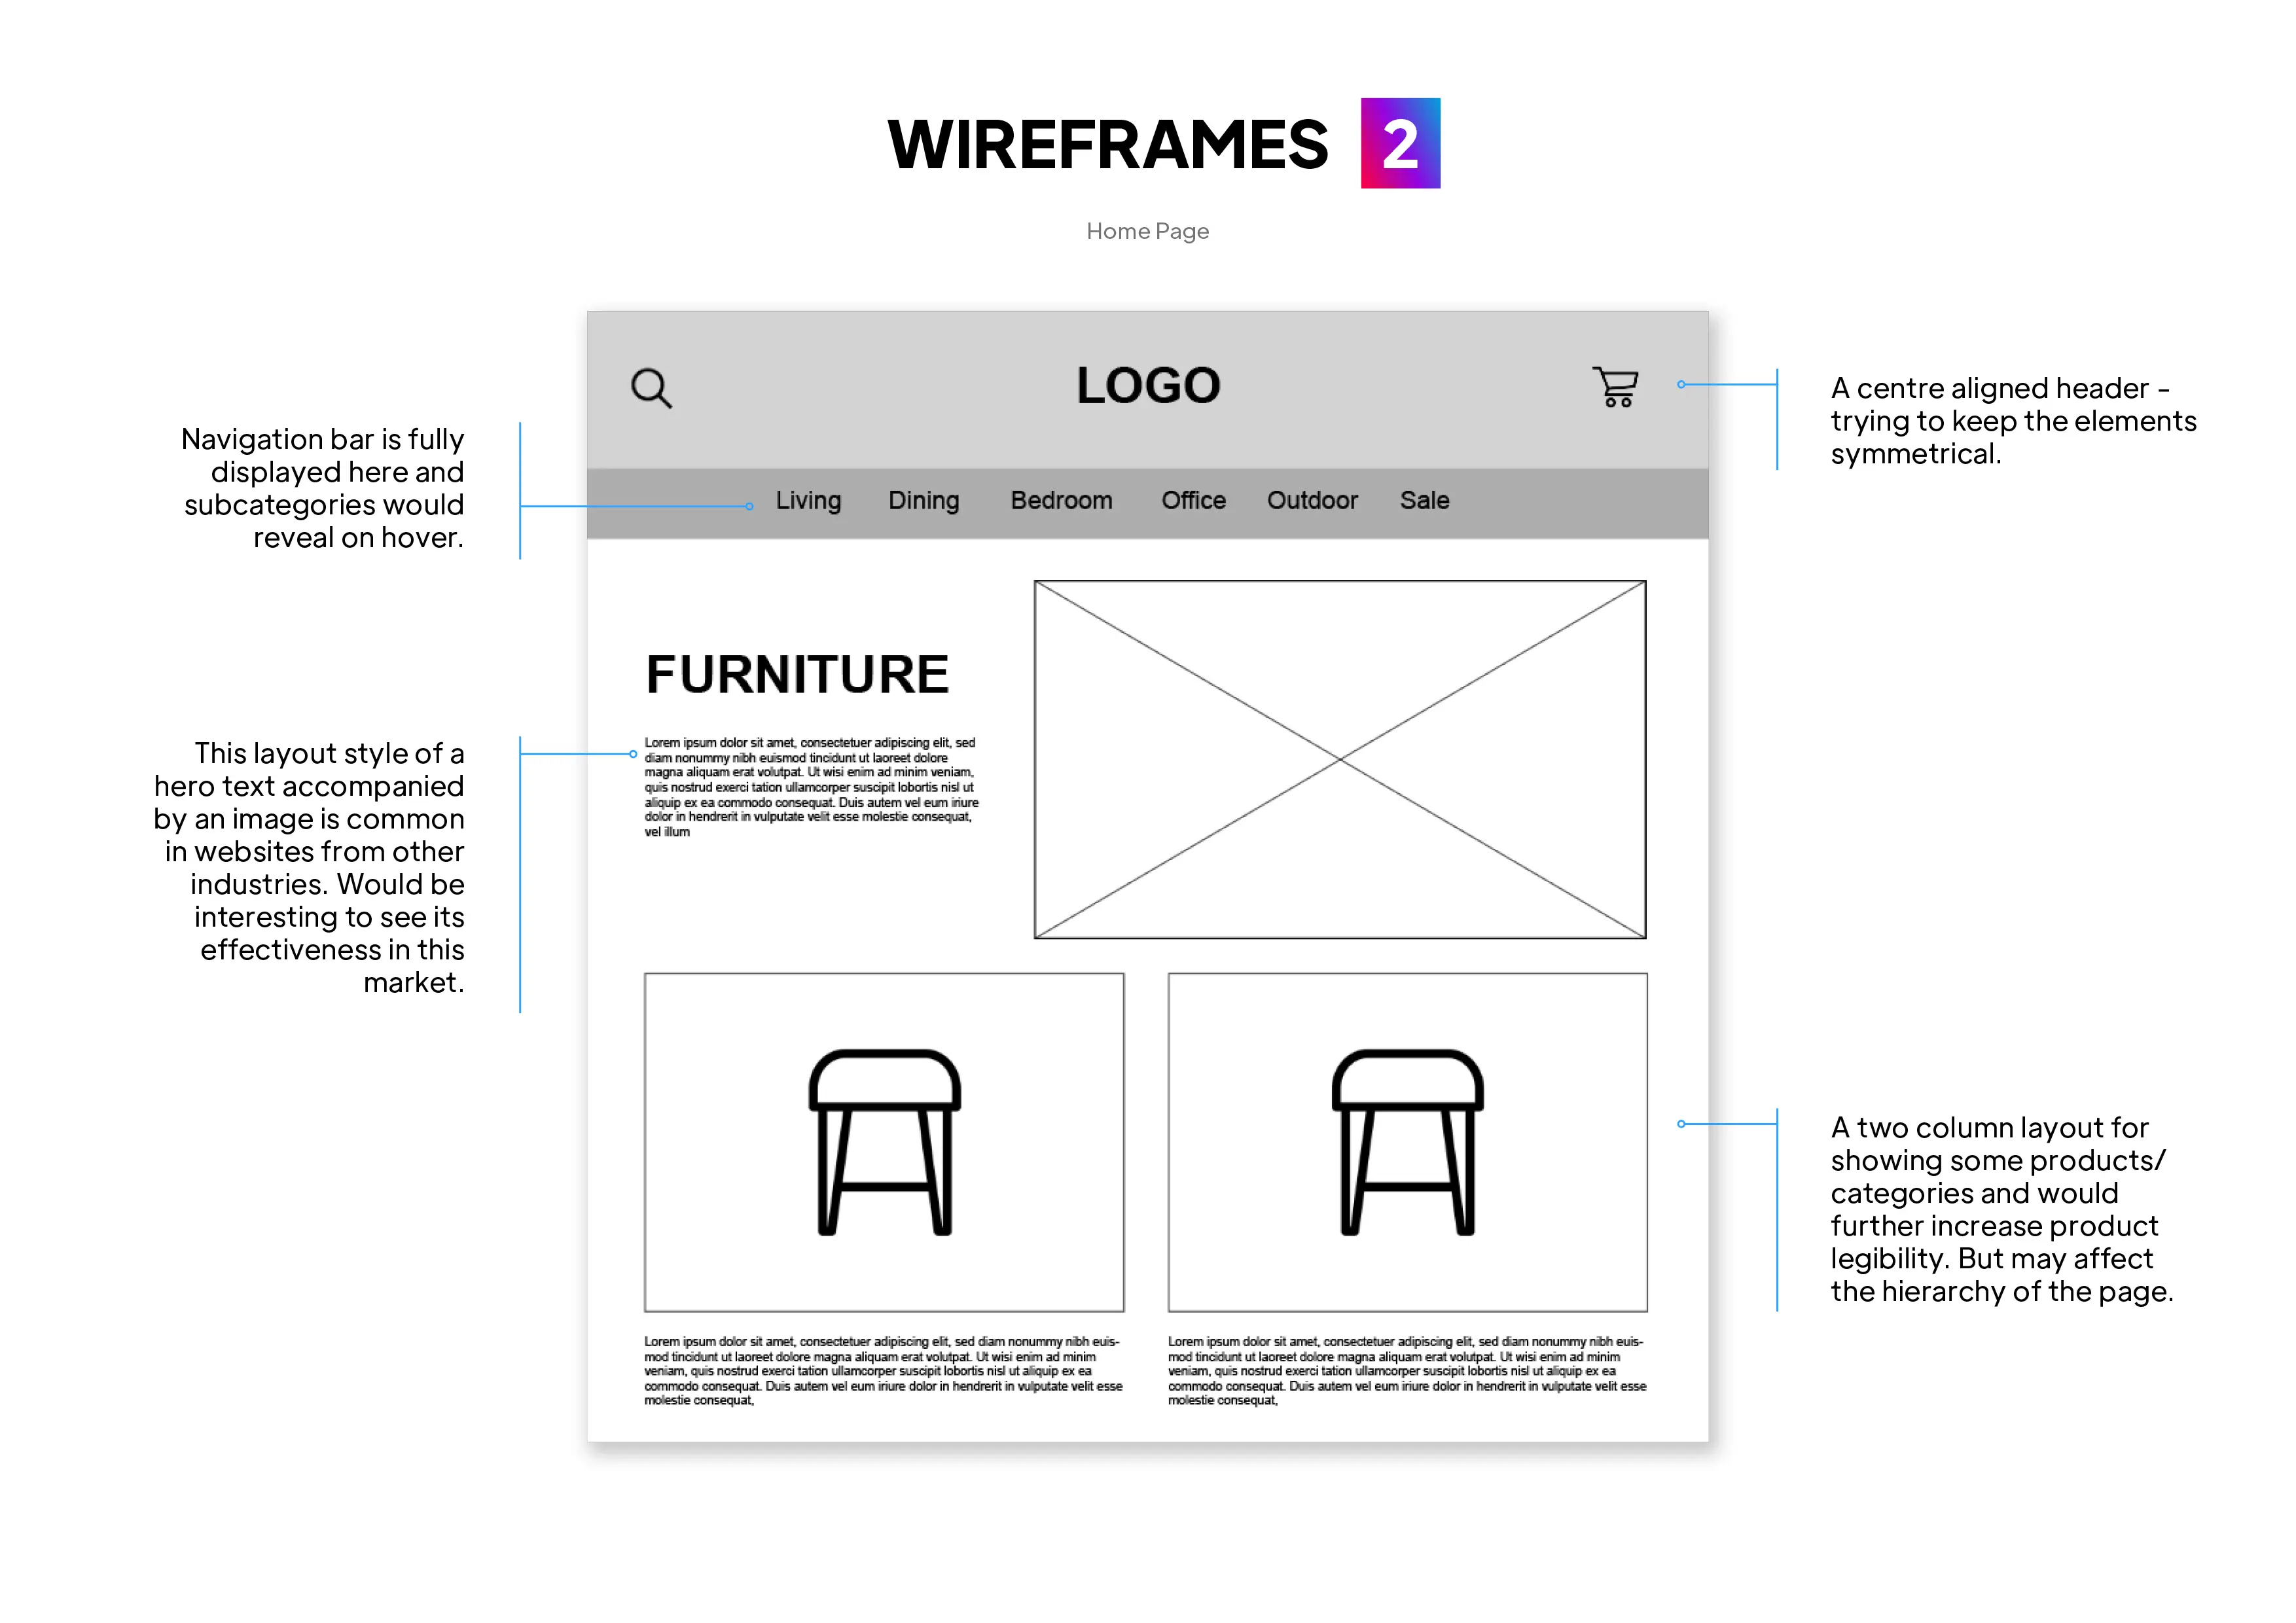 WIREFRAMES 2
Home Page
LOGO
A centre aligned header -
trying to keep the elements
symmetrical.
Navigation bar is fully
displayed here and
subcategories would
reveal on hover.
Living Dining Bedroom Office Outdoor Sale
FURNITURE
Lorem ipsum dolor sit amet, consectetuer adipiscing elit, sed
diam nonummy nibh euismod tincidunt ut laoreet dolore
magna aliquam erat volutpat. Ut wisi enim ad minim veniam,
quis nostrud exerci tation ullamcorper suscipit lobortis nisl ut
aliquip ex ea commodo consequat. Duis autem vel eum iriure
dolor in hendrerit in vulputate velit esse molestie consequat,
vel illum
This layout style of a
hero text accompanied
by an image is common
in websites from other
industries. Would be
interesting to see its
effectiveness in this
market.
A two column layout for
showing some products/
categories and would
further increase product
legibility. But may affect
the hierarchy of the page.
Lorem ipsum dolor sit amet, consectetuer adipiscing elit, sed diam nonummy nibh euis-
mod tincidunt ut laoreet dolore magna aliquam erat volutpat. Ut wisi enim ad minim
veniam, quis nostrud exerci tation ullamcorper suscipit lobortis nisl ut aliquip ex ea
commodo consequat. Duis autem vel eum iriure dolor in hendrerit in vulputate velit esse
molestie consequat,
Lorem ipsum dolor sit amet, consectetuer adipiscing elit, sed diam nonummy nibh euis-
mod tincidunt ut laoreet dolore magna aliquam erat volutpat. Ut wisi enim ad minim
veniam, quis nostrud exerci tation ullamcorper suscipit lobortis nisl ut aliquip ex ea
commodo consequat. Duis autem vel eum iriure dolor in hendrerit in vulputate velit esse
molestie consequat,